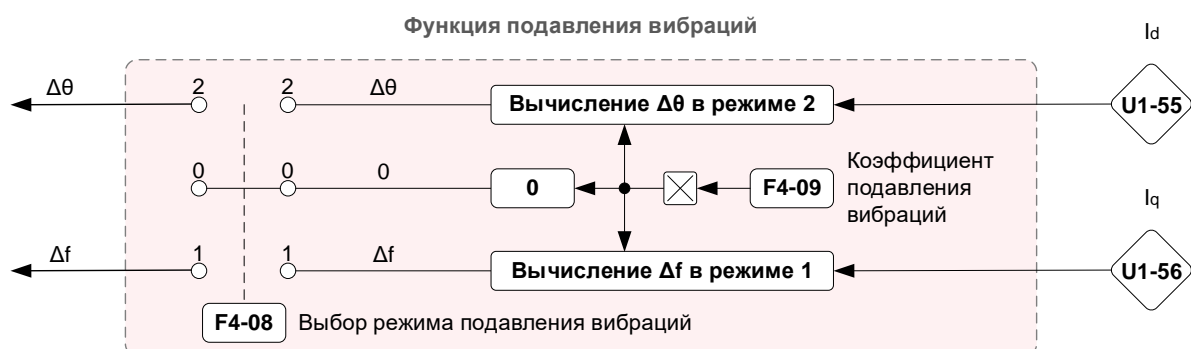 Функция подавления вибраций
Id
Δθ
2
2
Δθ
Вычисление Δθ в режиме 2
U1-55
0
0
0
0
F4-09
Коэффициент
подавления
вибраций
Iq
Δf
1
1
Δf
Вычисление Δf в режиме 1
U1-56
F4-08
Выбор режима подавления вибраций